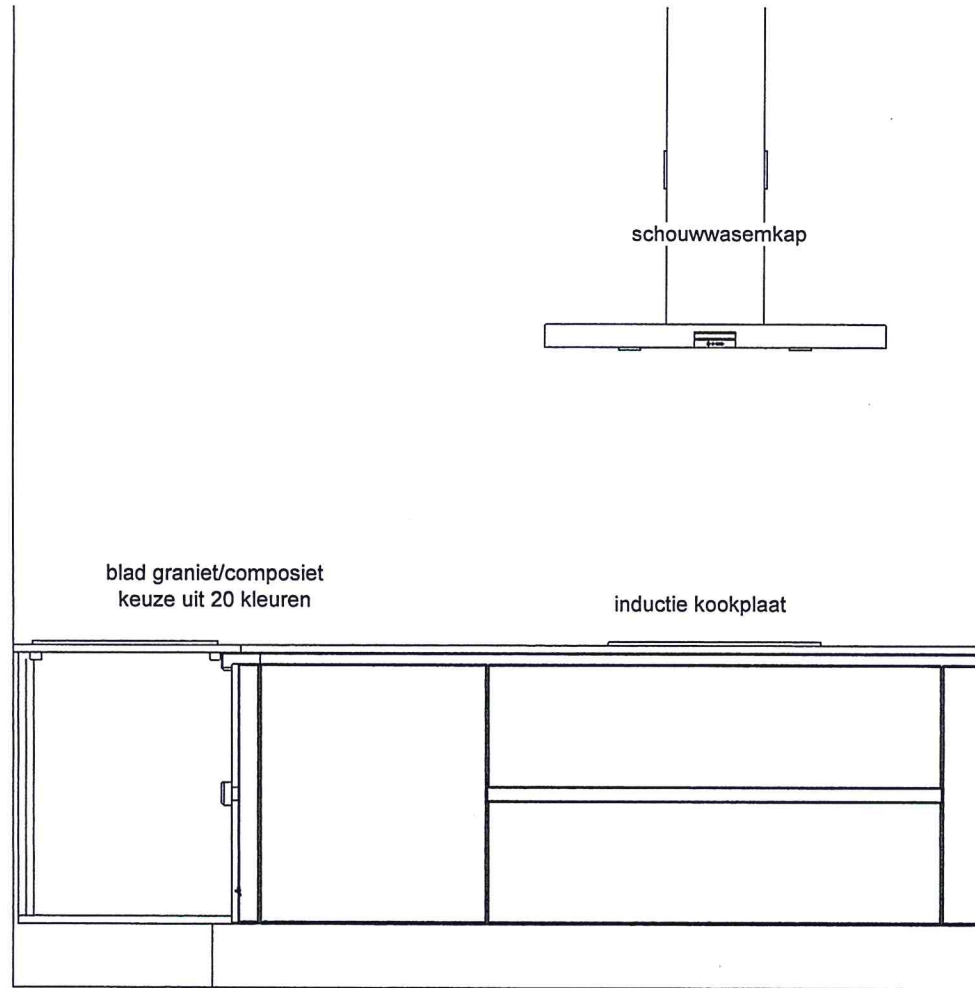 schouwwasemkap
blad graniet/composiet
keuze uit 20 kleuren
inductie kookplaat